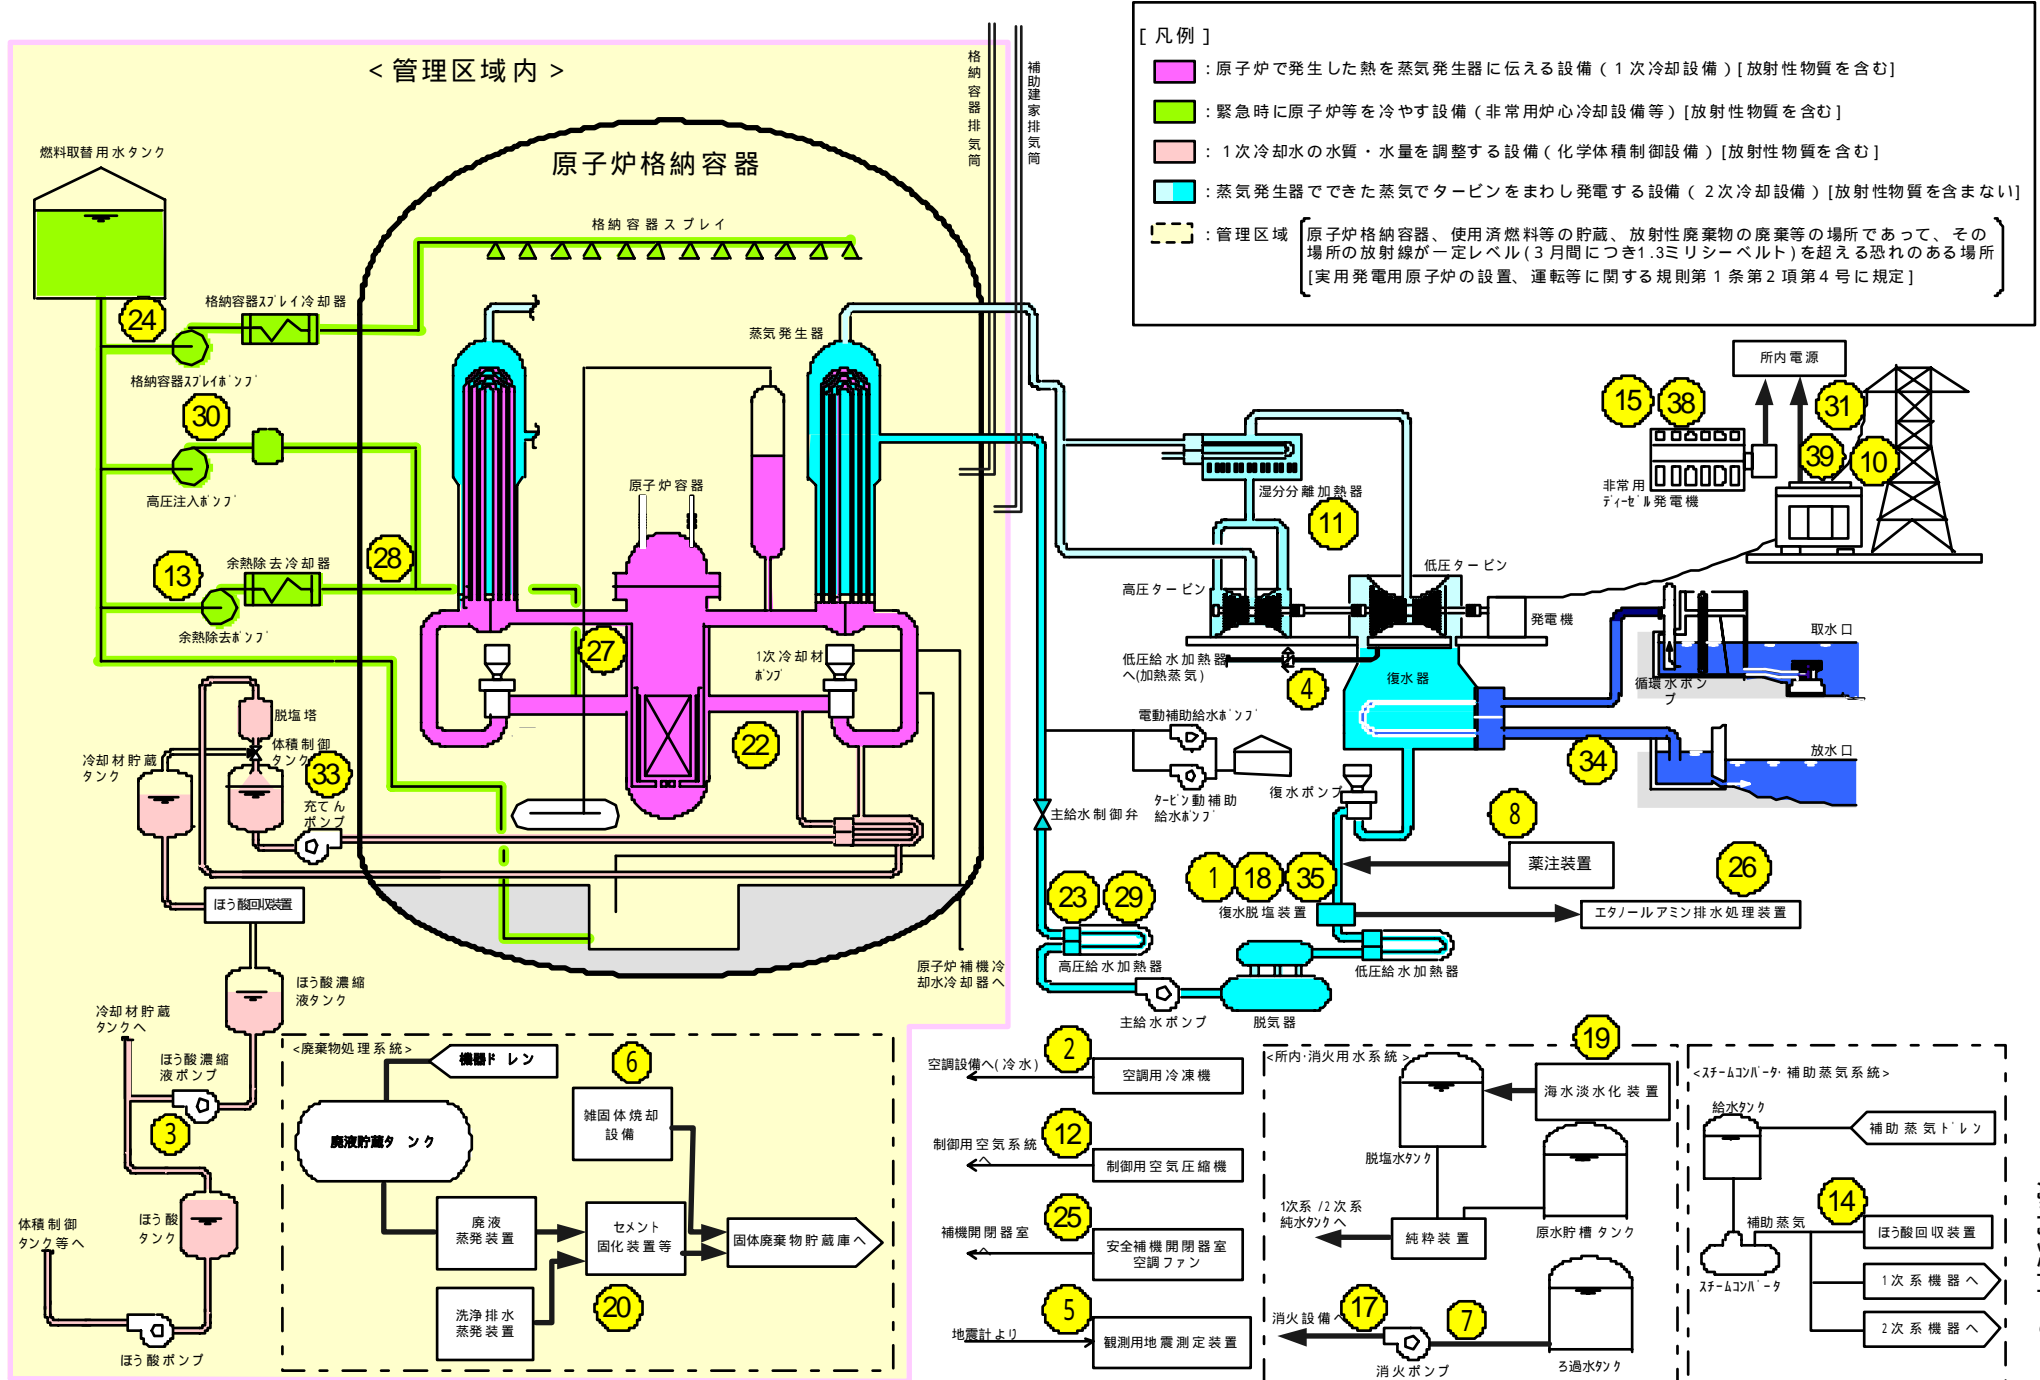 ＜管理区域内＞
格納容器排気筒
補助建家排気筒
[凡例]
：原子炉で発生した熱を蒸気発生器に伝える設備（1次冷却設備）[放射性物質を含む]
：緊急時に原子炉等を冷やす設備（非常用炉心冷却設備等）[放射性物質を含む]
：1次冷却水の水質・水量を調整する設備（化学体積制御設備）[放射性物質を含む]
：蒸気発生器でできた蒸気でタービンをまわし発電する設備（2次冷却設備）[放射性物質を含まない]
：管理区域
原子炉格納容器、使用済燃料等の貯蔵、放射性廃棄物の廃棄等の場所であって、その
場所の放射線が一定レベル(3月間につき1.3ミリシーベルト)を超える恐れのある場所
[実用発電用原子炉の設置、運転等に関する規則第1条第2項第4号に規定]
燃料取替用水タンク
原子炉格納容器
格納容器スプレイ
24
格納容器スプレイ冷却器
格納容器スプレイポンプ
30
高圧注入ポンプ
13
余熱除去冷却器
28
余熱除去ポンプ
蒸気発生器
原子炉容器
27
1次冷却材
ポンプ
22
脱塩塔
体積制御
タンク
33
冷却材貯蔵
タンク
充てん
ポンプ
ほう酸回収装置
ほう酸濃縮
液タンク
冷却材貯蔵
タンクへ
ほう酸濃縮
液ポンプ
3
体積制御
タンク等へ
ほう酸
タンク
ほう酸ポンプ
原子炉補機冷
却水冷却器へ
<廃棄物処理系統>
機器ドレン
6
廃液貯蔵タンク
雑固体焼却
設備
廃液
蒸発装置
セメント
固化装置等
固体廃棄物貯蔵庫へ
洗浄排水
蒸発装置
20
所内電源
15
38
31
39
10
非常用
ディーゼル発電機
湿分分離加熱器
11
高圧タービン
低圧タービン
発電機
低圧給水加熱器
へ(加熱蒸気)
4
復水器
取水口
循環水ポン
プ
34
放水口
電動補助給水ポンプ
タービン動補助
給水ポンプ
復水ポンプ
主給水制御弁
8
薬注装置
1
18
35
26
復水脱塩装置
エタノールアミン排水処理装置
23
29
高圧給水加熱器
低圧給水加熱器
主給水ポンプ
脱気器
空調設備へ(冷水)
2
空調用冷凍機
制御用空気系統
へ
12
制御用空気圧縮機
補機開閉器室
へ
25
安全補機開閉器室
空調ファン
地震計より
5
観測用地震測定装置
<所内･消火用水系統>
19
海水淡水化装置
脱塩水タンク
1次系/2次系
純水タンクへ
純粋装置
原水貯槽タンク
消火設備へ
17
7
消火ポンプ
ろ過水タンク
<スチームコンバータ･補助蒸気系統>
給水タンク
補助蒸気ドレン
14
補助蒸気
ほう酸回収装置
スチームコンバータ
1次系機器へ
2次系機器へ